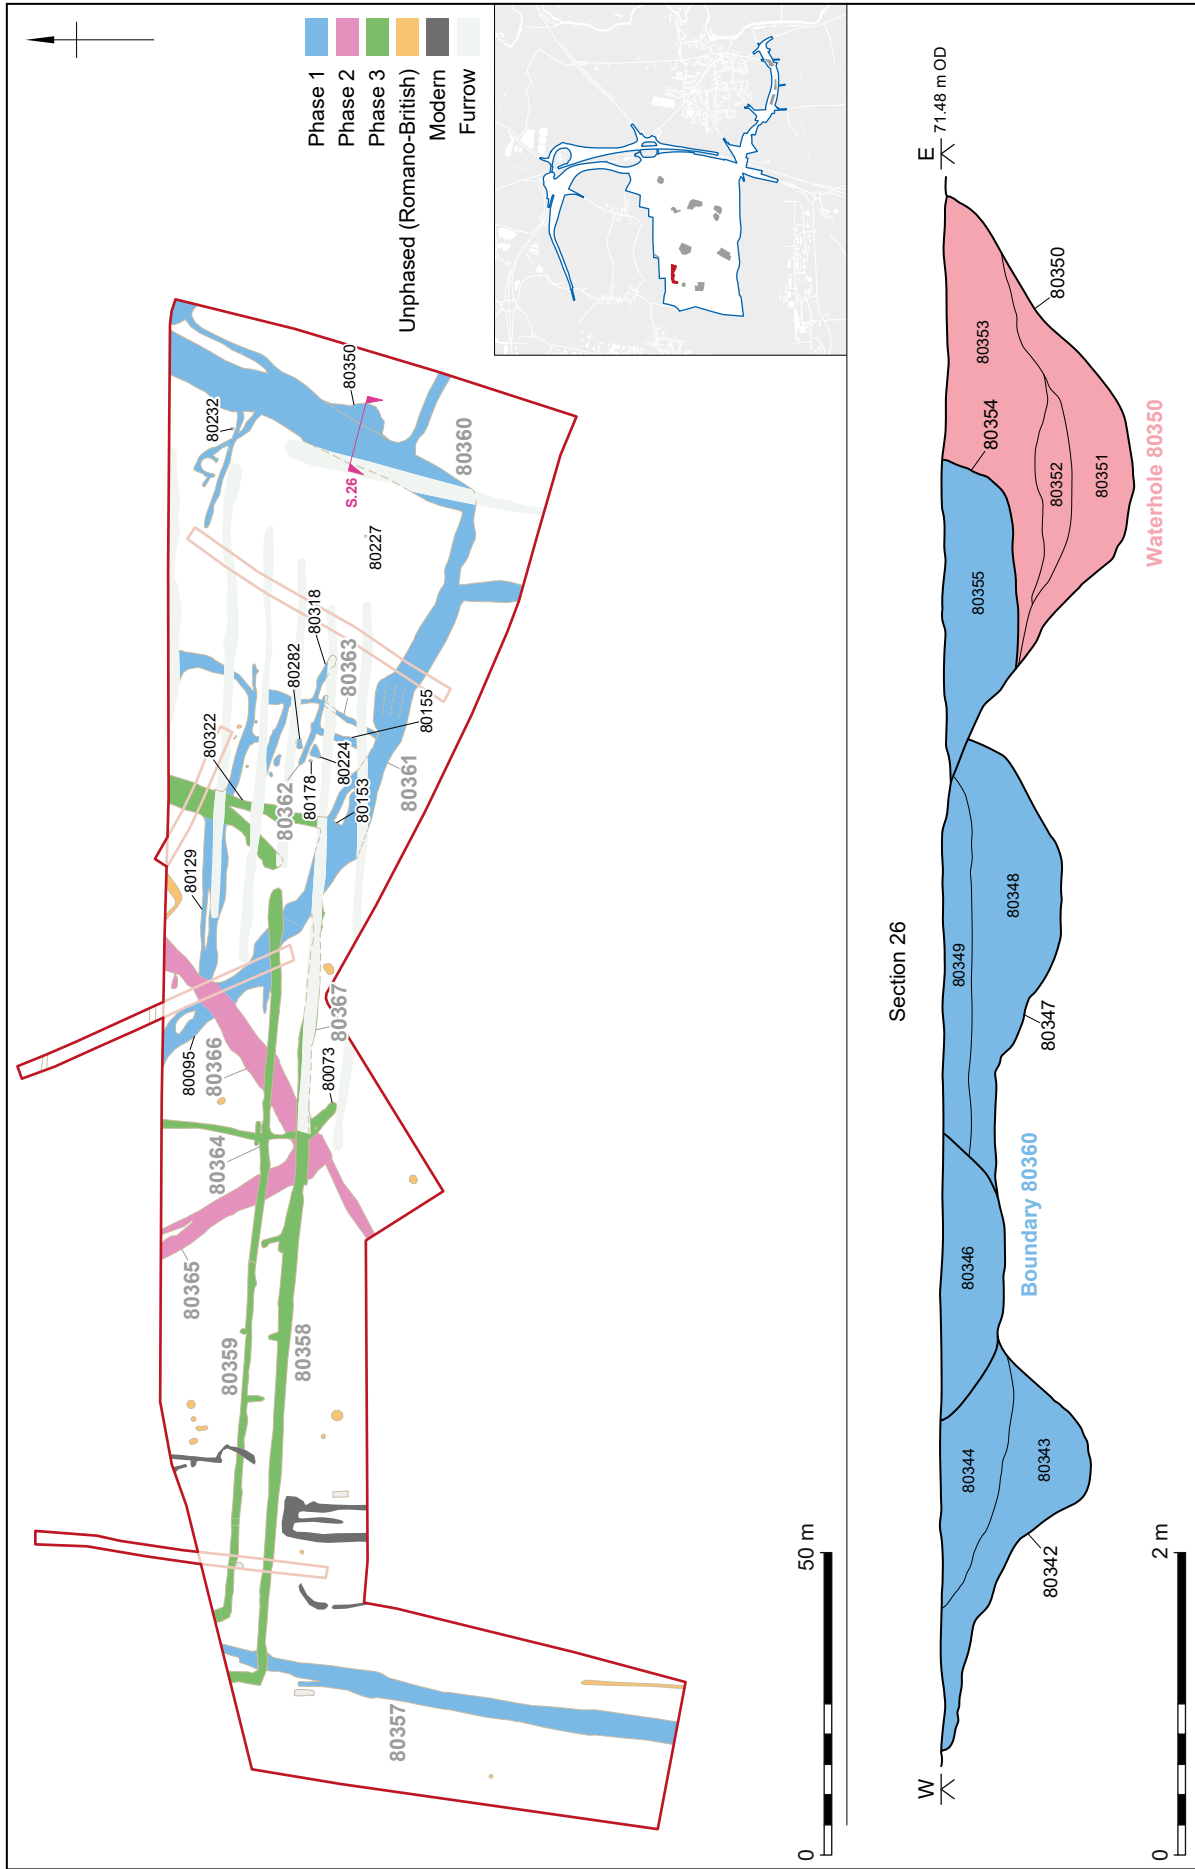 Phase 1
Phase 2
Phase 3
Unphased (Romano-British)
Modern
Furrow
80232
80350
S.26
80360
80227
80318
80282
80363
80322
80155
80224
80178
80362
80153
80361
80129
80367
80095
80366
80073
80364
80365
80359
80358
80357
0
50 m
Section 26
W
E
71.48 m OD
80353
80354
80350
80352
80351
80355
Waterhole 80350
80349
80348
80347
80346
Boundary 80360
80344
80343
80342
0
2 m